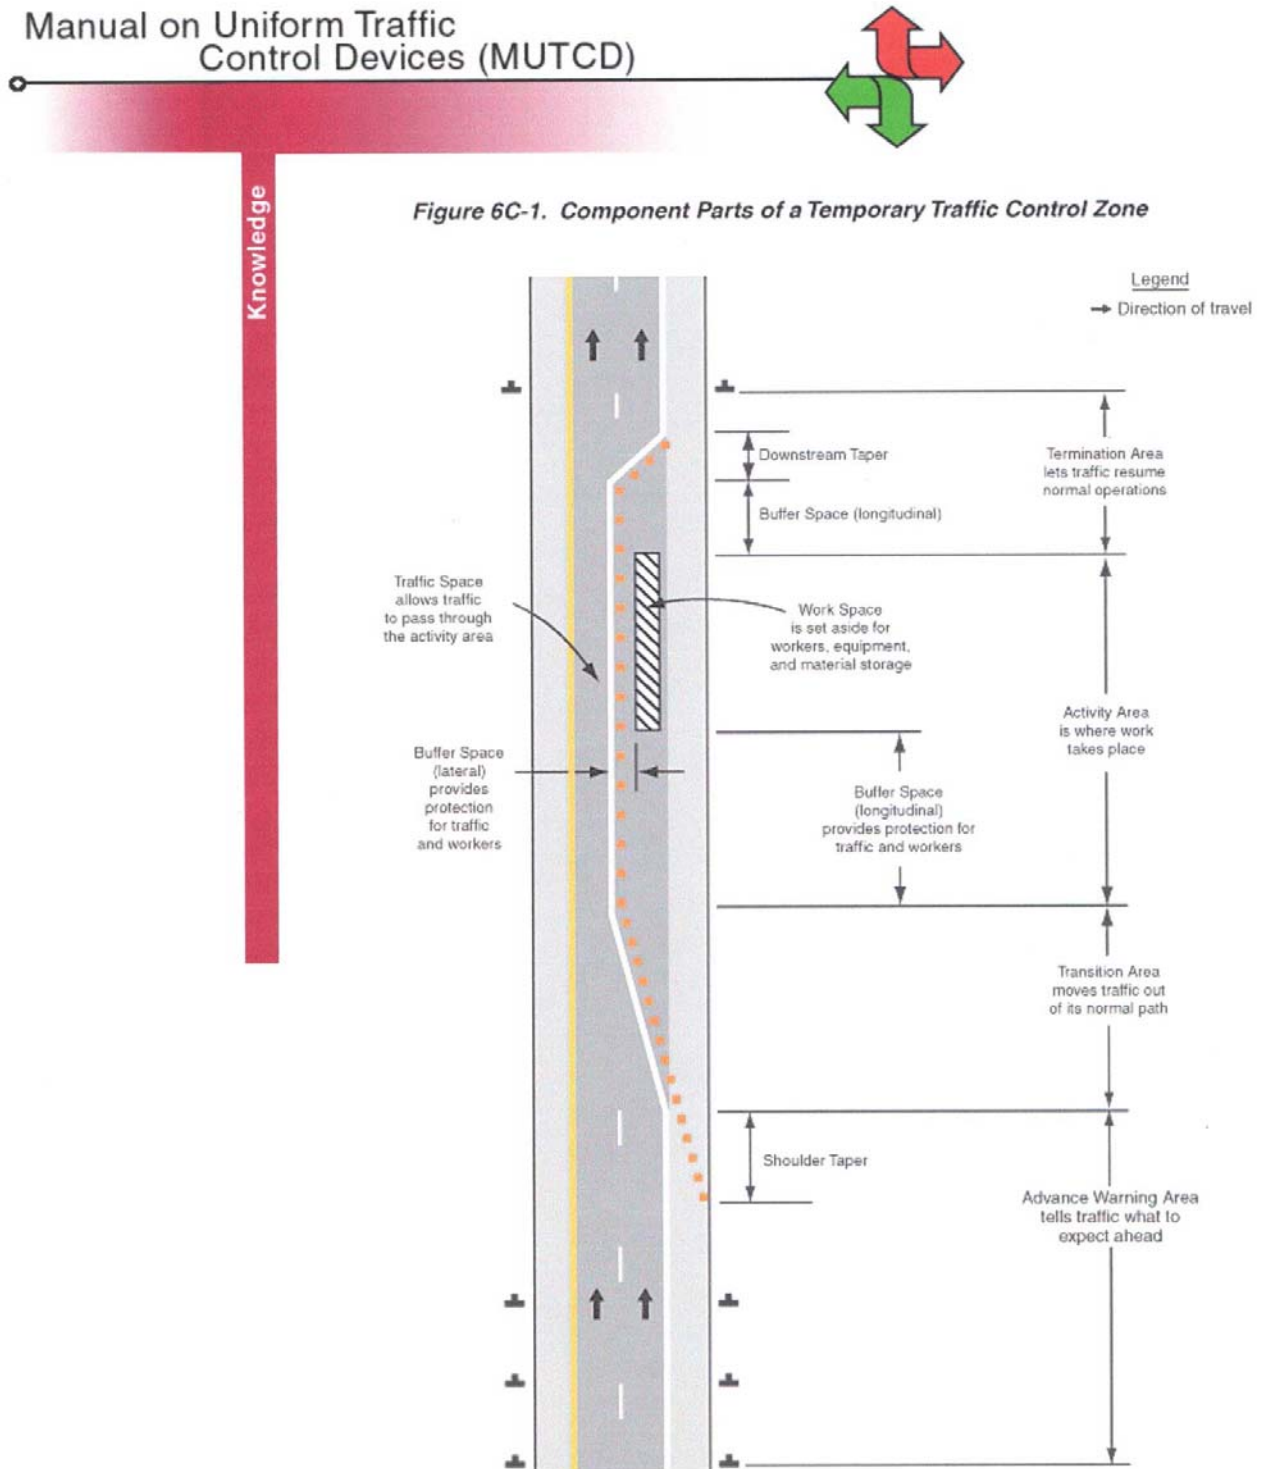 Manual on Uniform Traffic
Control Devices (MUTCD)
Knowledge
Figure 6C-1. Component Parts of a Temporary Traffic Control Zone
Legend
Direction of travel
Downstream Taper
Termination Area
lets traffic resume
normal operations
Buffer Space (longitudinal)
Traffic Space
allows traffic
to pass through
the activity area
Work Space
is set aside for
workers, equipment,
and material storage
Activity Area
is where work
takes place
Buffer Space
(lateral)
provides
protection
for traffic
and workers
Buffer Space
(longitudinal)
provides protection for
traffic and workers
Transition Area
moves traffic out
of its normal path
Shoulder Taper
Advance Warning Area
tells traffic what to
expect ahead